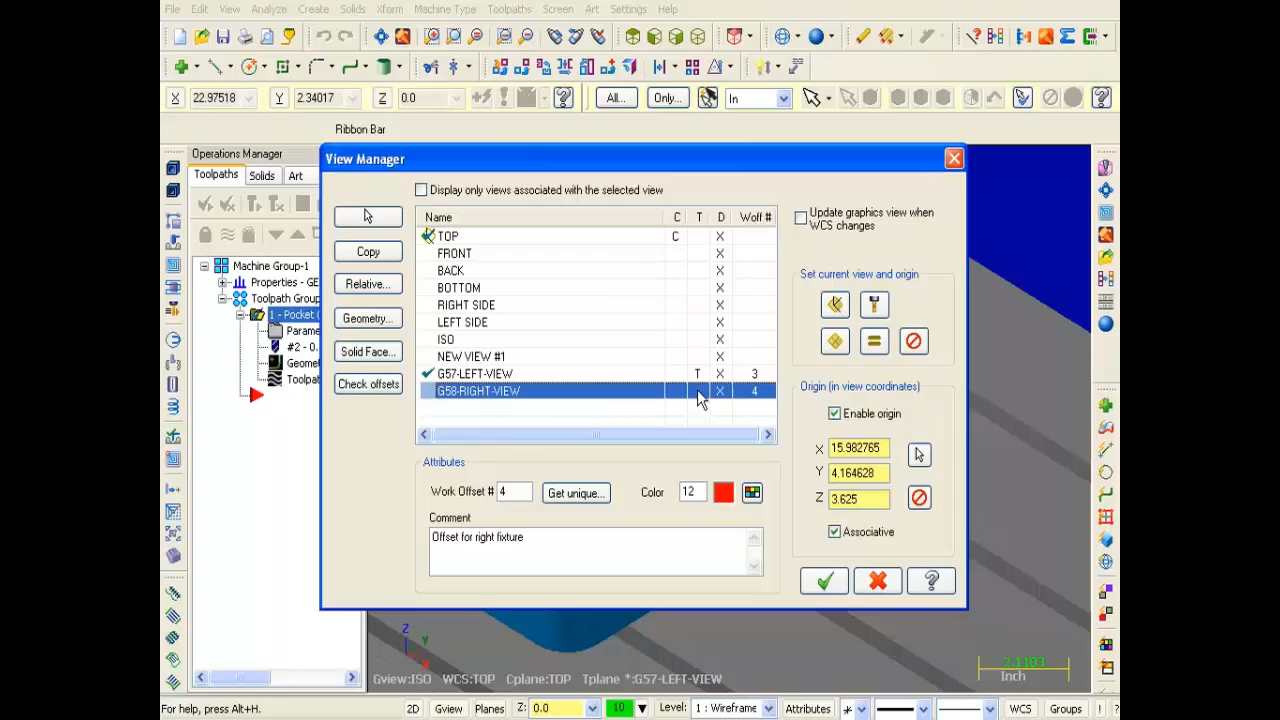 File Edit View Analyze Create Solids Xform Machine Type Toolpaths Screen Art Settings Help
X 22.97518 Y 2.34017 Z 0.0 All... Only... In
Ribbon Bar
Operations Manager
Toolpaths Solids Art
Machine Group-1
Properties - GE
Toolpath Group
1 - Pocket (
Parame
#2 - 0.
Geome
Toolpat
View Manager
Display only views associated with the selected view
Copy
Relative...
Geometry...
Solid Face...
Check offsets
Name C T D Woff #
TOP C X
FRONT X
BACK X
BOTTOM X
RIGHT SIDE X
LEFT SIDE X
ISO X
NEW VIEW #1 X
G57-LEFT-VIEW T X 3
G58-RIGHT-VIEW X 4
Attributes
Work Offset # 4 Get unique... Color 12
Comment
Offset for right fixture
Update graphics view when
WCS changes
Set current view and origin
Origin (in view coordinates)
Enable origin
X 15.982765
Y 4.164628
Z 3.625
Associative
Z
Y
X
2.1183
Inch
Gview:ISO WCS:TOP Cplane:TOP Tplane *:G57-LEFT-VIEW
For help, press Alt+H. Gview Planes Z: 0.0 10 Level: 1 : Wireframe Attributes * WCS Groups ! ?